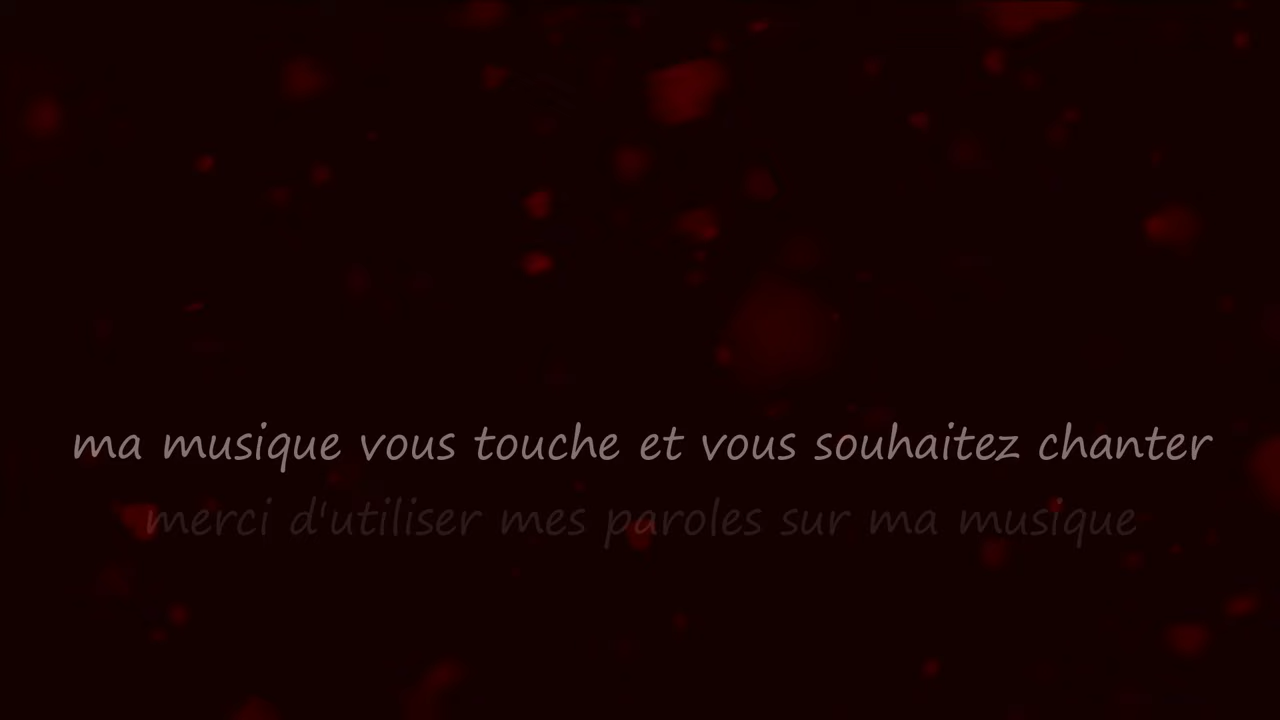 ma musique vous touche et vous souhaitez chanter
merci d'utiliser mes paroles sur ma musique